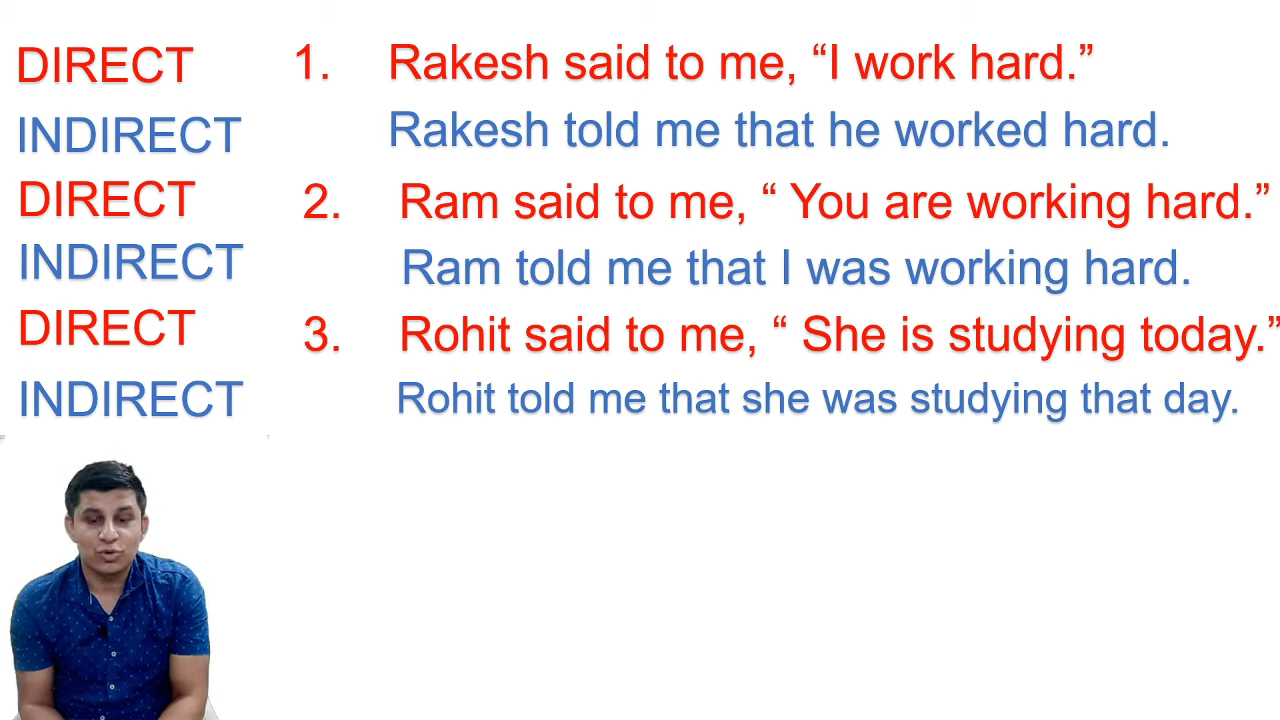 DIRECT 1. Rakesh said to me, “I work hard.”
INDIRECT Rakesh told me that he worked hard.
DIRECT 2. Ram said to me, “ You are working hard.”
INDIRECT Ram told me that I was working hard.
DIRECT 3. Rohit said to me, “ She is studying today.”
INDIRECT Rohit told me that she was studying that day.